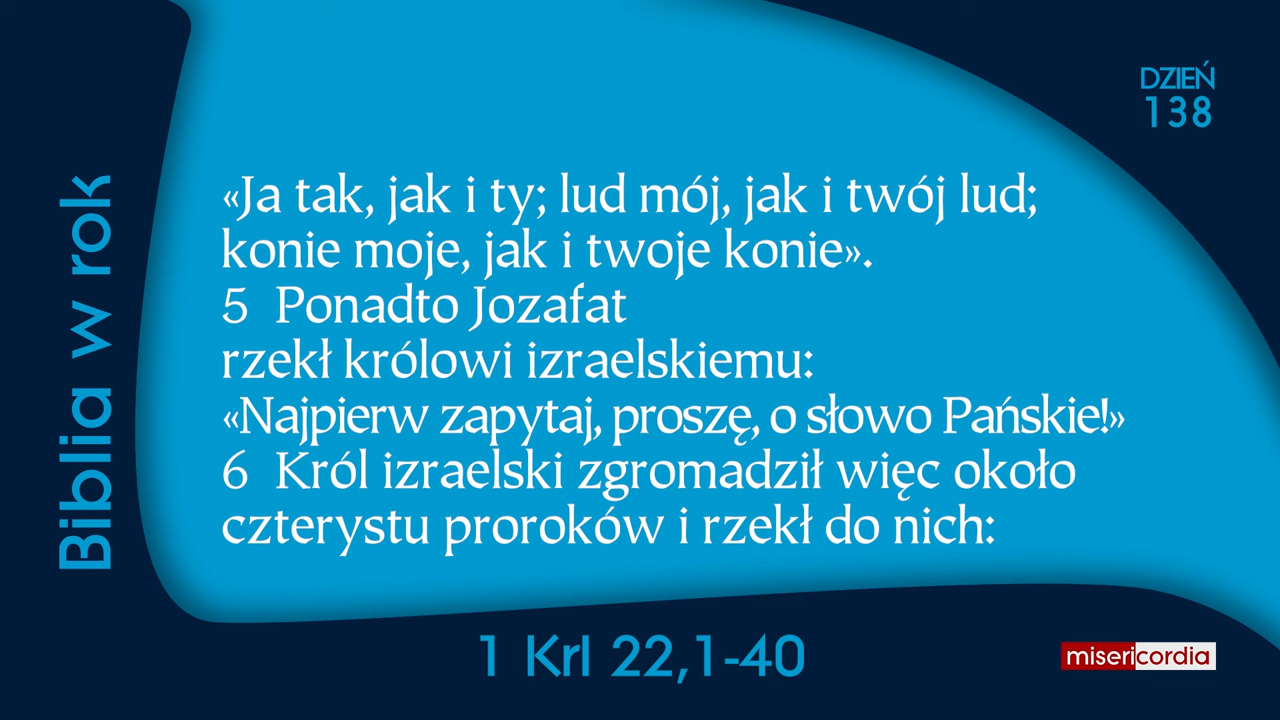 DZIEŃ
138
«Ja tak, jak i ty; lud mój, jak i twój lud;
konie moje, jak i twoje konie».
5 Ponadto Jozafat
rzekł królowi izraelskiemu:
«Najpierw zapytaj, proszę, o słowo Pańskie!»
6 Król izraelski zgromadził więc około
czterystu proroków i rzekł do nich:
Biblia w rok
1 Krl 22,1-40
misericordia